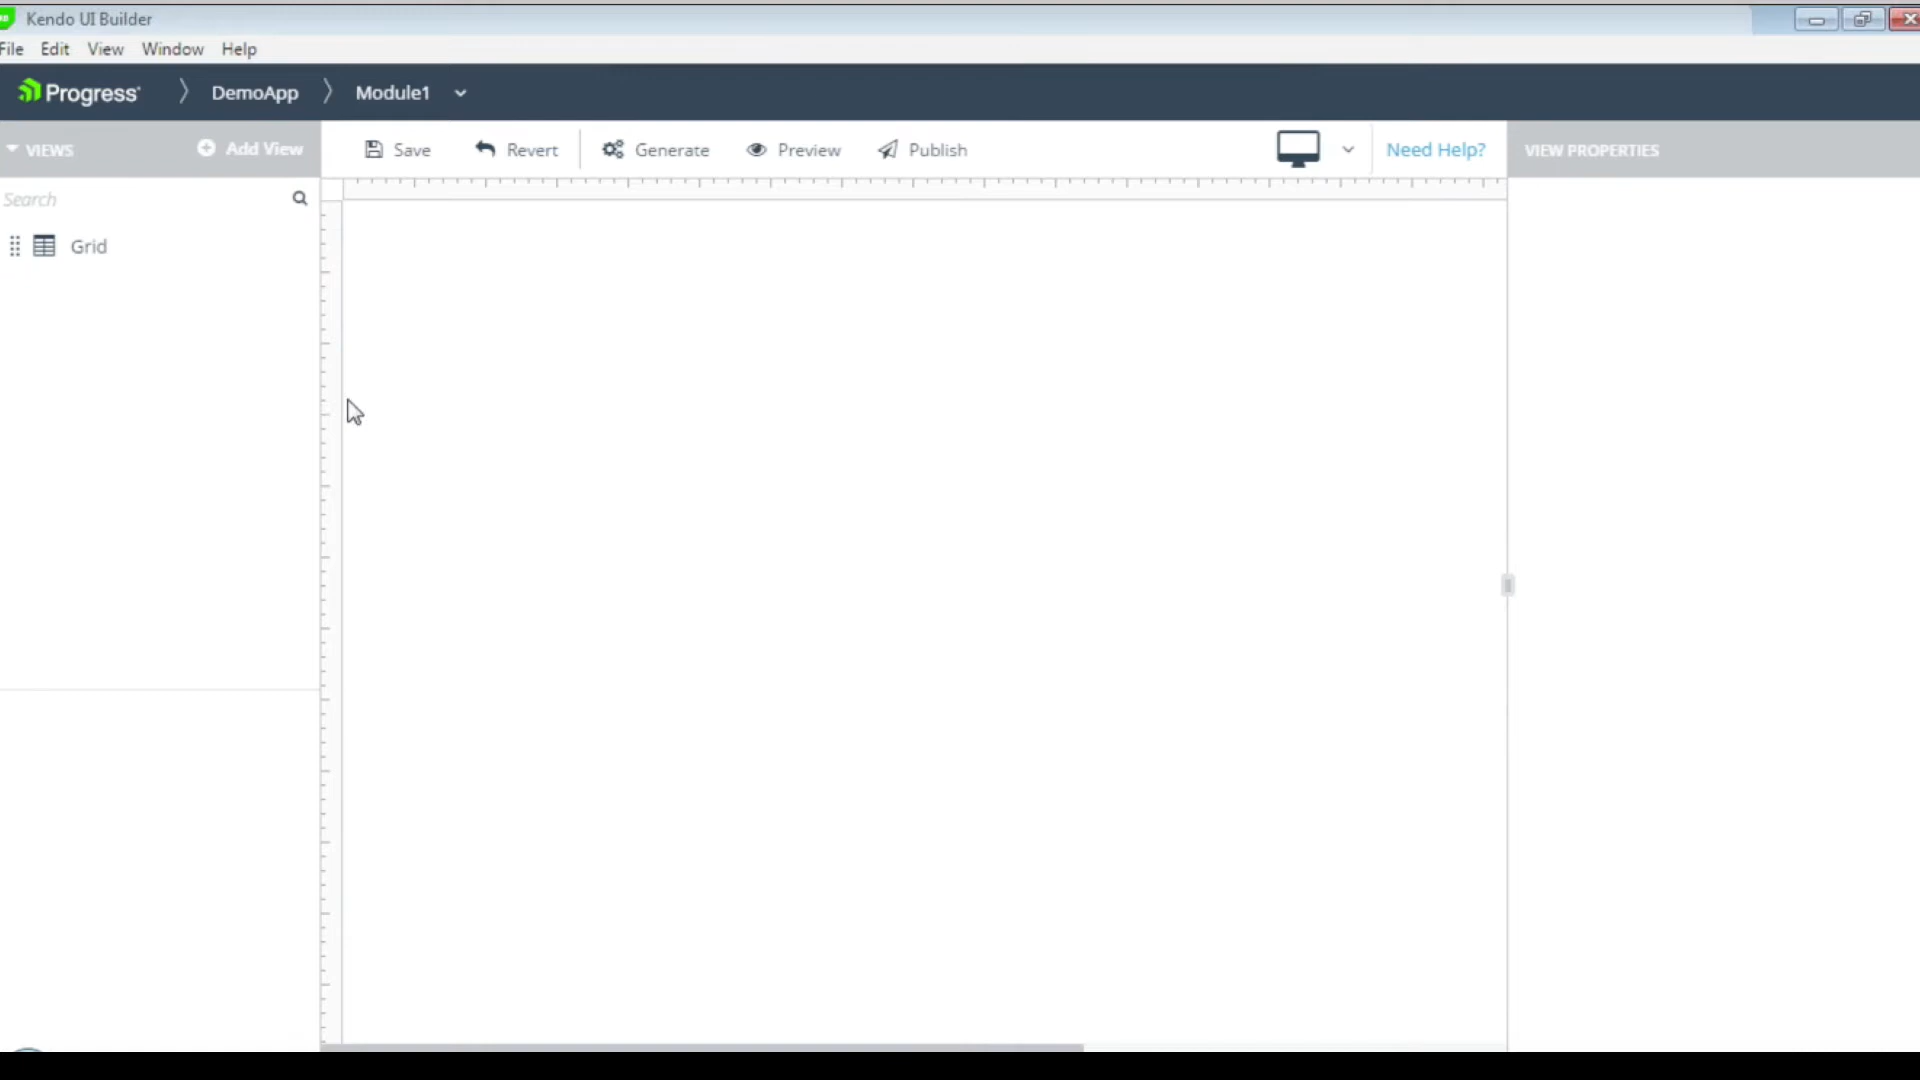 Kendo UI Builder
File Edit View Window Help
Progress DemoApp Module1
VIEWS Add View Save Revert Generate Preview Publish Need Help? VIEW PROPERTIES
Search
Grid